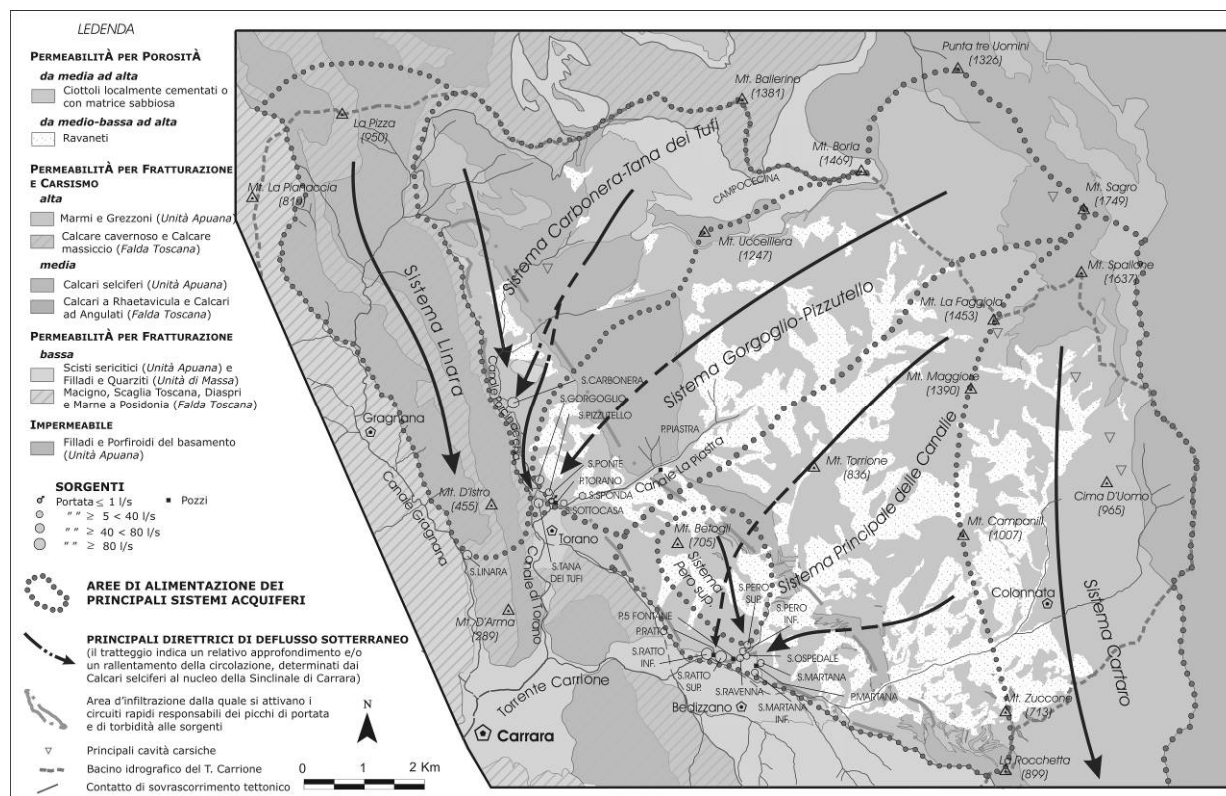 LEDENDA
PERMEABILITÀ PER POROSITÀ
da media ad alta
Ciottoli localmente cementati o
con matrice sabbiosa
da medio-bassa ad alta
Ravaneti
PERMEABILITÀ PER FRATTURAZIONE
E CARSISMO
alta
Marmi e Grezzoni (Unità Apuana)
Calcare cavernoso e Calcare
massiccio (Falda Toscana)
media
Calcari selciferi (Unità Apuana)
Calcari a Rhaetavicula e Calcari
ad Angulati (Falda Toscana)
PERMEABILITÀ PER FRATTURAZIONE
bassa
Scisti sericitici (Unità Apuana) e
Filladi e Quarziti (Unità di Massa)
Macigno, Scaglia Toscana, Diaspri
e Marne a Posidonia (Falda Toscana)
IMPERMEABILE
Filladi e Porfiroidi del basamento
(Unità Apuana)
SORGENTI
Portata ≤ 1 l/s
Pozzi
" " ≥ 5 < 40 l/s
" " ≥ 40 < 80 l/s
" " ≥ 80 l/s
AREE DI ALIMENTAZIONE DEI
PRINCIPALI SISTEMI ACQUIFERI
PRINCIPALI DIRETTRICI DI DEFLUSSO SOTTERRANEO
(il tratteggio indica un relativo approfondimento e/o
un rallentamento della circolazione, determinati dai
Calcari selciferi al nucleo della Sinclinale di Carrara)
Area d'infiltrazione dalla quale si attivano i
circuiti rapidi responsabili dei picchi di portata
e di torbidità alle sorgenti
Principali cavità carsiche
Bacino idrografico del T. Carrione
Contatto di sovrascorrimento tettonico
N
0 1 2 Km
Punta tre Uomini
(1326)
Mt. Ballerino
(1381)
La Pizza
(950)
Mt. Borla
(1469)
Mt. La Pianaccia
(810)
CAMPOCECINA
Mt. Sagro
(1749)
Mt. Uccelliera
(1247)
Mt. Spallone
(1637)
Mt. La Faggiola
(1453)
Mt. Maggiore
(1390)
Sistema Carbonera-Tana dei Tufi
Sistema Linara
Sistema Gorgoglio-Pizzutello
Sistema Principale delle Canalie
Sistema
Pero sup.
Sistema Cartaro
S.CARBONERA
S.GORGOGLIO
S.PIZZUTELLO
P.PIASTRA
Gragnana
S.PONTE
P.TORANO
Canale La Piastra
S.SPONDA
S.SOTTOCASA
Mt. Torrione
(836)
Mt. D'Istro
(455)
Cima D'Uomo
(965)
Canale Gragnana
Torano
Mt. Betogli
(705)
Mt. Campanili
(1007)
S.LINARA
S.TANA
DEI TUFI
Canale di Torano
Mt. D'Arma
(289)
S.PERO
SUP.
S.PERO
INF.
Colonnata
P.5 FONTANE
P.RATTO
S.RATTO
INF.
S.OSPEDALE
S.MARTANA
S.RATTO
SUP.
S.RAVENNA
P.MARTANA
Bedizzano
S.MARTANA
INF.
Mt. Zuccone
(713)
Torrente Carrione
Carrara
La Rocchetta
(899)